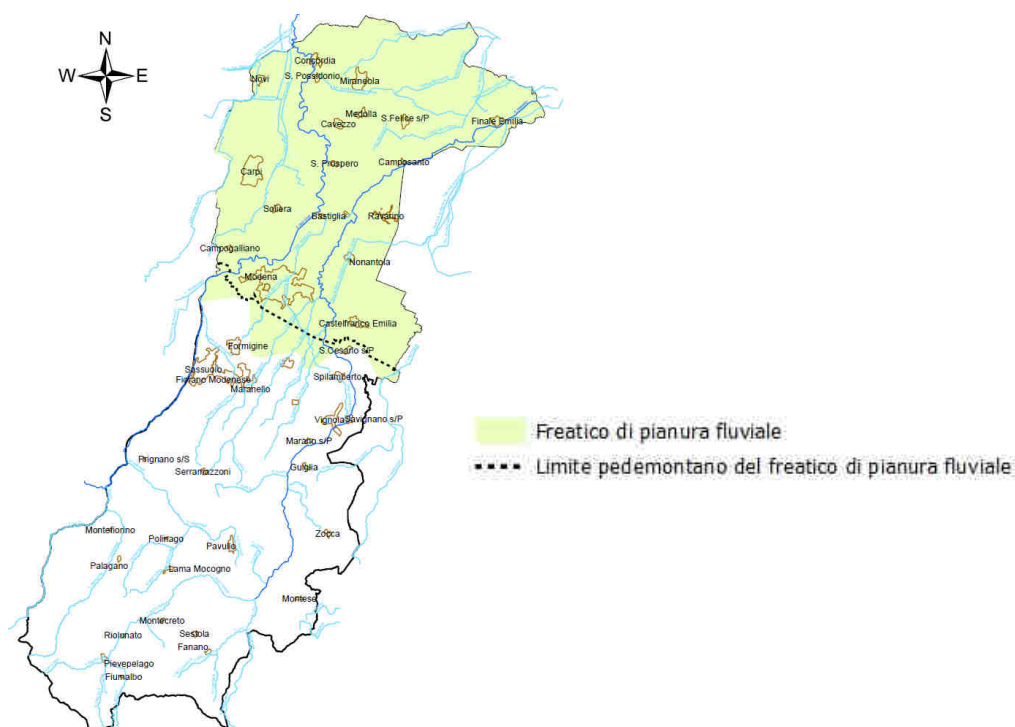 N
W E
S
Concordia
Novi
S. Possidonio
Mirandola
Medolla
Cavezzo
S.Felice s/P
Finale Emilia
S. Prospero
Camposanto
Carpi
Soliera
Bastiglia
Ravarino
Campogalliano
Nonantola
Modena
Castelfranco Emilia
Formigine
S.Cesario s/P
Sassuolo
Fiorano Modenese
Maranello
Spilamberto
Vignola
Savignano s/P
Marano s/P
Prignano s/S
Serramazzoni
Guiglia
Montefiorino
Polinago
Pavullo
Zocca
Palagano
Lama Mocogno
Montese
Montecreto
Riolunato
Sestola
Fanano
Pievepelago
Fiumalbo
Freatico di pianura fluviale
Limite pedemontano del freatico di pianura fluviale